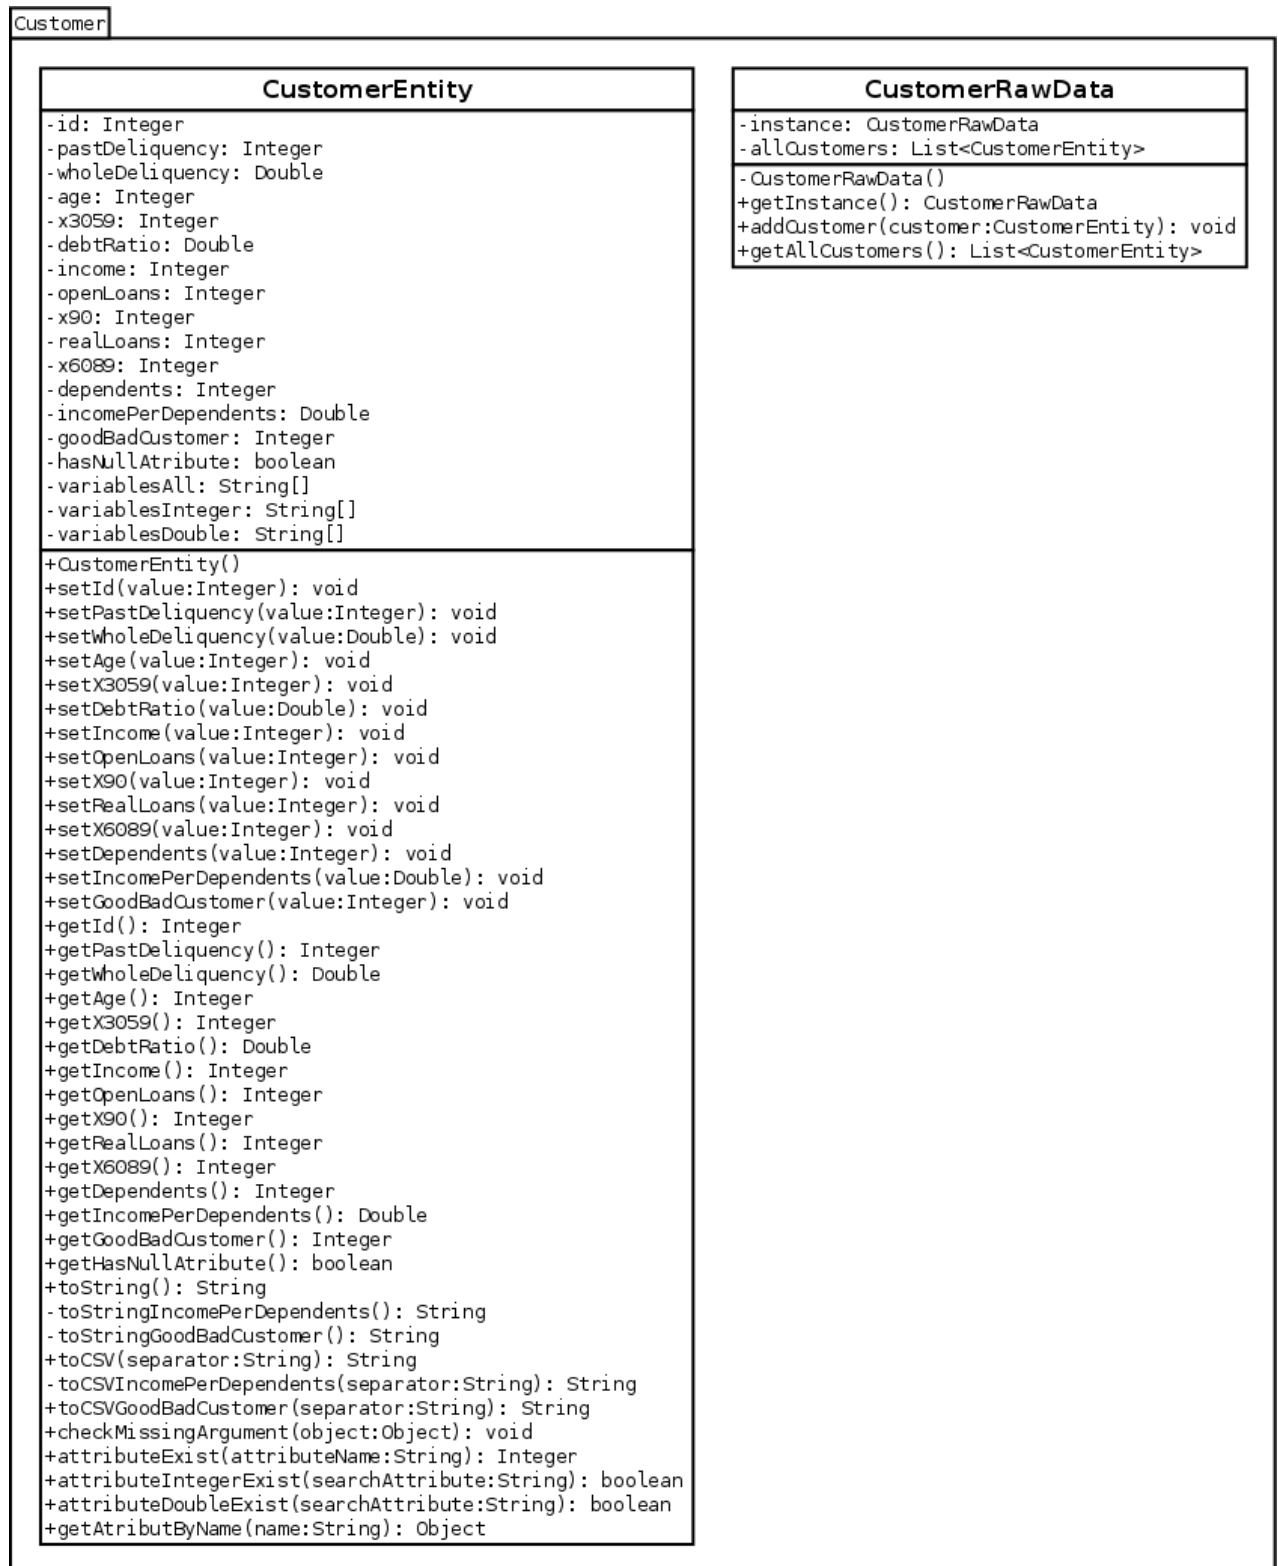 Customer
CustomerEntity
-id: Integer
-pastDeliquency: Integer
-wholeDeliquency: Double
-age: Integer
-x3059: Integer
-debtRatio: Double
-income: Integer
-openLoans: Integer
-x90: Integer
-realLoans: Integer
-x6089: Integer
-dependents: Integer
-incomePerDependents: Double
-goodBadCustomer: Integer
-hasNullAtribute: boolean
-variablesAll: String[]
-variablesInteger: String[]
-variablesDouble: String[]
+CustomerEntity()
+setId(value:Integer): void
+setPastDeliquency(value:Integer): void
+setWholeDeliquency(value:Double): void
+setAge(value:Integer): void
+setX3059(value:Integer): void
+setDebtRatio(value:Double): void
+setIncome(value:Integer): void
+setOpenLoans(value:Integer): void
+setX90(value:Integer): void
+setRealLoans(value:Integer): void
+setX6089(value:Integer): void
+setDependents(value:Integer): void
+setIncomePerDependents(value:Double): void
+setGoodBadCustomer(value:Integer): void
+getId(): Integer
+getPastDeliquency(): Integer
+getWholeDeliquency(): Double
+getAge(): Integer
+getX3059(): Integer
+getDebtRatio(): Double
+getIncome(): Integer
+getOpenLoans(): Integer
+getX90(): Integer
+getRealLoans(): Integer
+getX6089(): Integer
+getDependents(): Integer
+getIncomePerDependents(): Double
+getGoodBadCustomer(): Integer
+getHasNullAtribute(): boolean
+toString(): String
-toStringIncomePerDependents(): String
-toStringGoodBadCustomer(): String
+toCSV(separator:String): String
-toCSVIncomePerDependents(separator:String): String
+toCSVGoodBadCustomer(separator:String): String
+checkMissingArgument(object:Object): void
+attributeExist(attributeName:String): Integer
+attributeIntegerExist(searchAttribute:String): boolean
+attributeDoubleExist(searchAttribute:String): boolean
+getAtributByName(name:String): Object
CustomerRawData
-instance: CustomerRawData
-allCustomers: List<CustomerEntity>
-CustomerRawData()
+getInstance(): CustomerRawData
+addCustomer(customer:CustomerEntity): void
+getAllCustomers(): List<CustomerEntity>